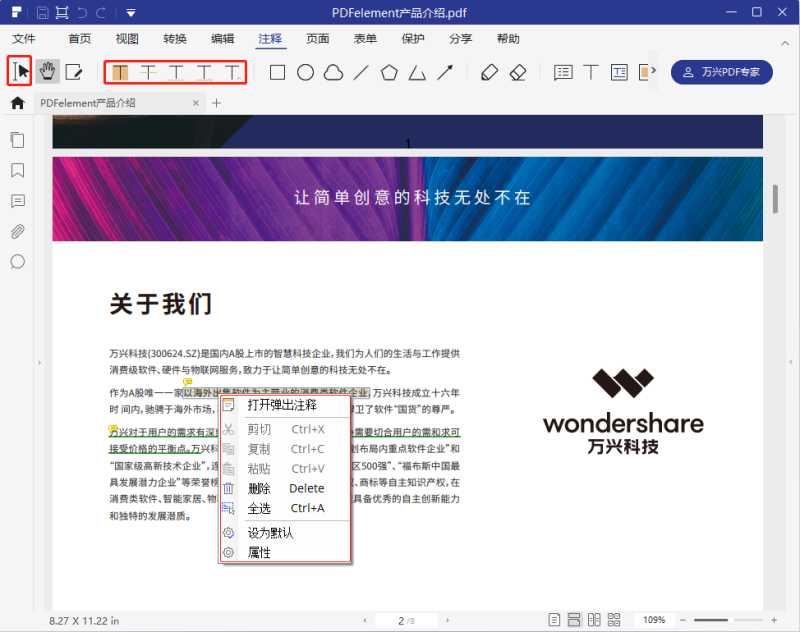 PDFelement产品介绍.pdf
文件 首页 视图 转换 编辑 注释 页面 表单 保护 分享 帮助
万兴PDF专家
PDFelement产品介绍
1
让简单创意的科技无处不在
关于我们
万兴科技(300624.SZ)是国内A股上市的智慧科技企业,我们为人们的生活与工作提供
消费级软件、硬件与物联网服务,致力于让简单创意的科技无处不在。
作为A股唯一一家以海外出售软件为主营业的消费类软件企业,万兴科技成立十六年
时间内,驰骋于海外市场,
卫了软件"国货"的尊严。
万兴对于用户的需求有深
需要切合用户的需和求可
接受价格的平衡点。万兴科
划布局内重点软件企业"和
"国家级高新技术企业",连
区500强"、"福布斯中国最
具发展潜力企业"等荣誉榜
、商标等自主知识产权,在
消费类软件、智能家居、物
具备优秀的自主创新能力
和独特的发展潜质。
打开弹出注释
剪切 Ctrl+X
复制 Ctrl+C
粘贴 Ctrl+V
删除 Delete
全选 Ctrl+A
设为默认
属性
wondershare
万兴科技
8.27 X 11.22 in
2 /3
109%